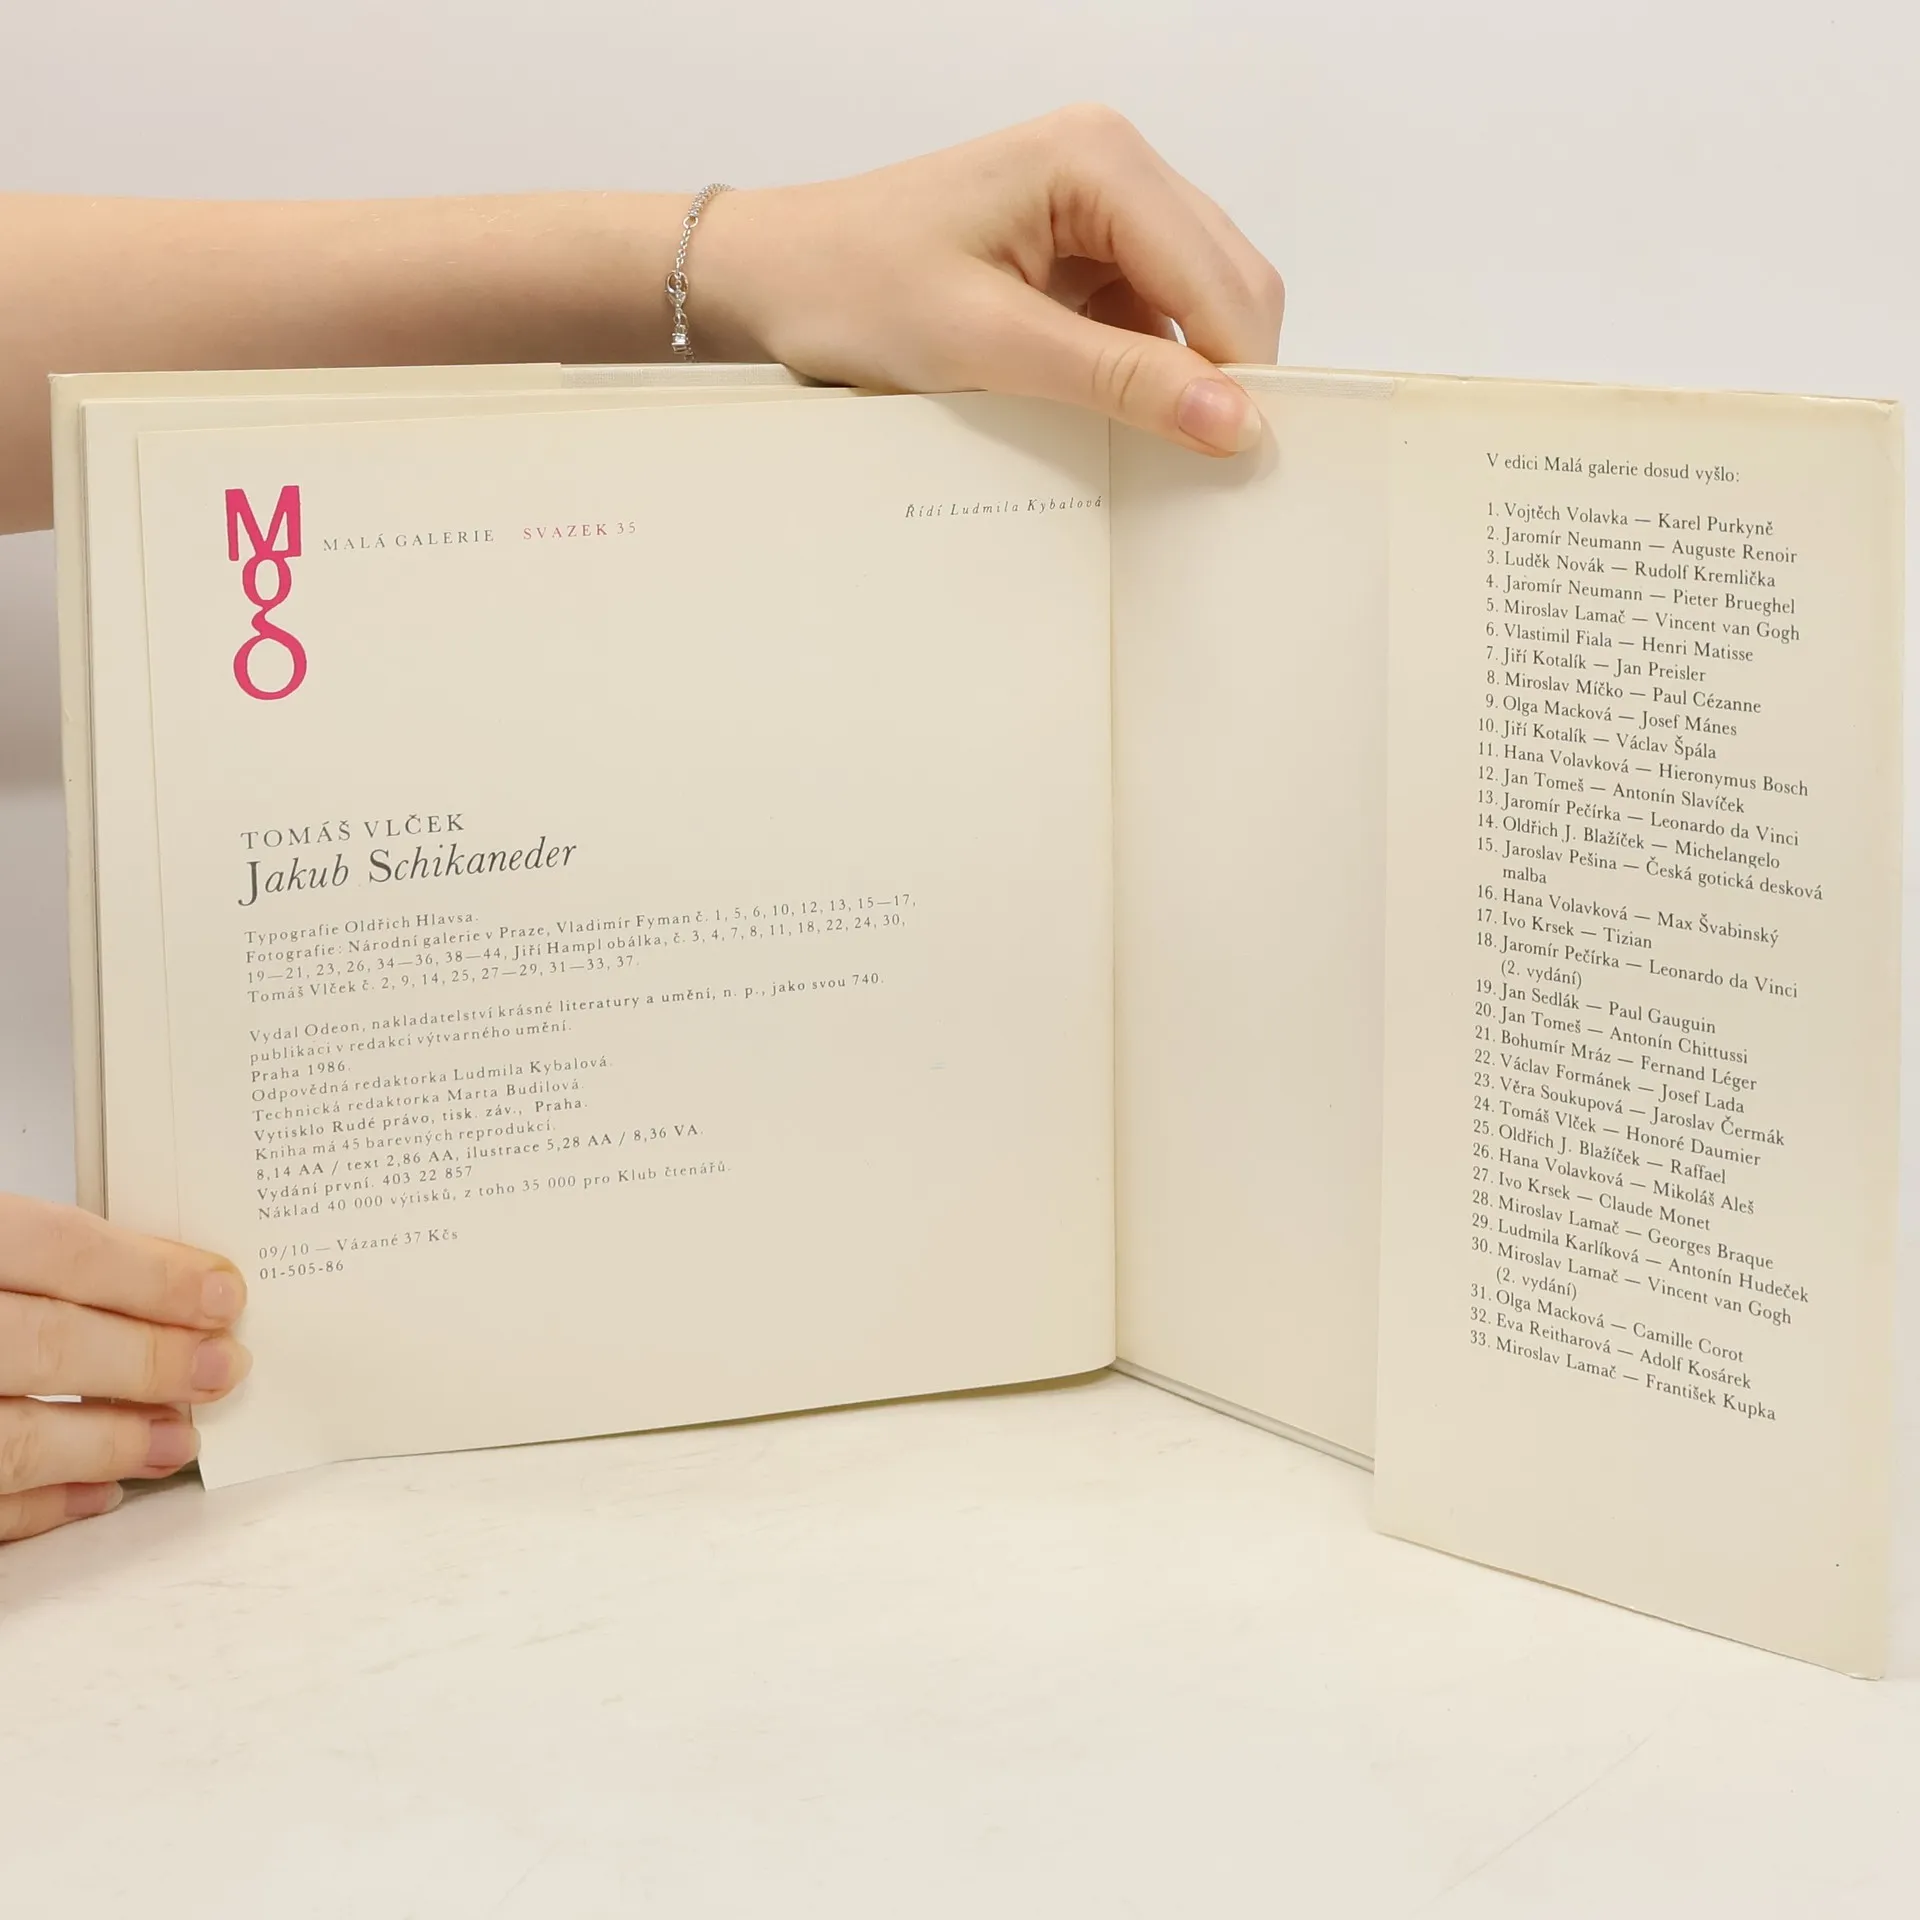 Mg
MALÁ GALERIE SVAZEK 35
Řídí Ludmila Kybalová
TOMÁŠ VLČEK
Jakub Schikaneder
Typografie Oldřich Hlavsa.
Fotografie: Národní galerie v Praze, Vladimír Fyman č. 1, 5, 6, 10, 12, 13, 15—17,
19—21, 23, 26, 34—36, 38—44, Jiří Hampl obálka, č. 3, 4, 7, 8, 11, 18, 22, 24, 30,
Tomáš Vlček č. 2, 9, 14, 25, 27—29, 31—33, 37.
Vydal Odeon, nakladatelství krásné literatury a umění, n. p., jako svou 740.
publikaci v redakci výtvarného umění.
Praha 1986.
Odpovědná redaktorka Ludmila Kybalová.
Technická redaktorka Marta Budilová.
Vytisklo Rudé právo, tisk. záv., Praha.
Kniha má 45 barevných reprodukcí.
8,14 AA / text 2,86 AA, ilustrace 5,28 AA / 8,36 VA.
Vydání první. 403 22 857
Náklad 40 000 výtisků, z toho 35 000 pro Klub čtenářů.
09/10 — Vázané 37 Kčs
01-505-86
V edici Malá galerie dosud vyšlo:
1. Vojtěch Volavka — Karel Purkyně
2. Jaromír Neumann — Auguste Renoir
3. Luděk Novák — Rudolf Kremlička
4. Jaromír Neumann — Pieter Brueghel
5. Miroslav Lamač — Vincent van Gogh
6. Vlastimil Fiala — Henri Matisse
7. Jiří Kotalík — Jan Preisler
8. Miroslav Míčko — Paul Cézanne
9. Olga Macková — Josef Mánes
10. Jiří Kotalík — Václav Špála
11. Hana Volavková — Hieronymus Bosch
12. Jan Tomeš — Antonín Slavíček
13. Jaromír Pečírka — Leonardo da Vinci
14. Oldřich J. Blažíček — Michelangelo
15. Jaroslav Pešina — Česká gotická desková
malba
16. Hana Volavková — Max Švabinský
17. Ivo Krsek — Tizian
18. Jaromír Pečírka — Leonardo da Vinci
(2. vydání)
19. Jan Sedlák — Paul Gauguin
20. Jan Tomeš — Antonín Chittussi
21. Bohumír Mráz — Fernand Léger
22. Václav Formánek — Josef Lada
23. Věra Soukupová — Jaroslav Čermák
24. Tomáš Vlček — Honoré Daumier
25. Oldřich J. Blažíček — Raffael
26. Hana Volavková — Mikoláš Aleš
27. Ivo Krsek — Claude Monet
28. Miroslav Lamač — Georges Braque
29. Ludmila Karlíková — Antonín Hudeček
30. Miroslav Lamač — Vincent van Gogh
(2. vydání)
31. Olga Macková — Camille Corot
32. Eva Reitharová — Adolf Kosárek
33. Miroslav Lamač — František Kupka